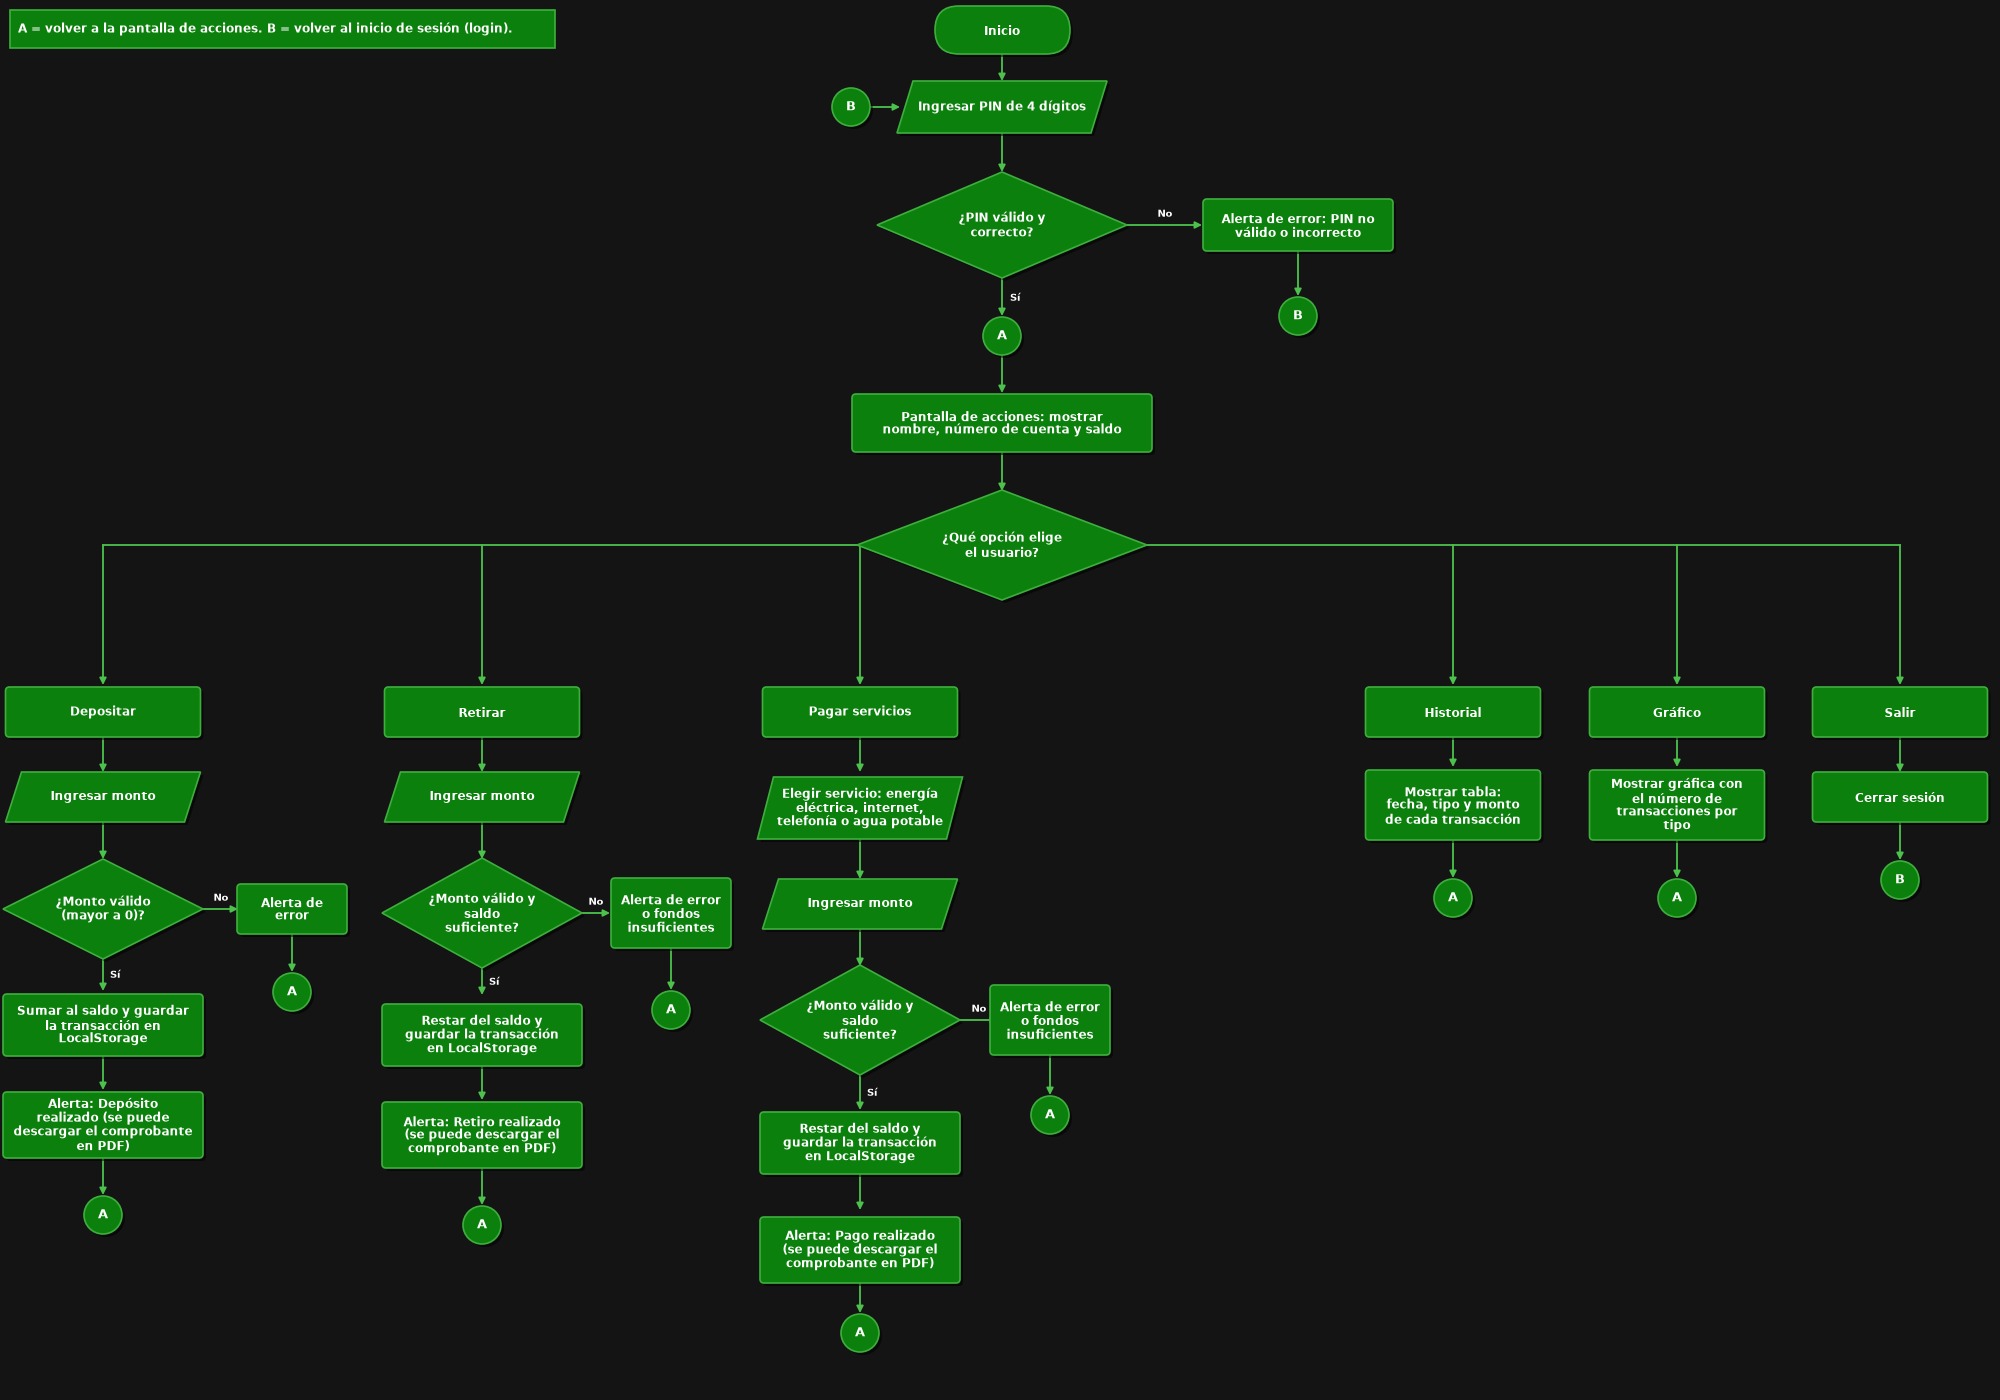 A = volver a la pantalla de acciones. B = volver al inicio de sesión (login).
Inicio
B
Ingresar PIN de 4 dígitos
¿PIN válido y
correcto?
No
Alerta de error: PIN no
válido o incorrecto
B
Sí
A
Pantalla de acciones: mostrar
nombre, número de cuenta y saldo
¿Qué opción elige
el usuario?
Depositar
Ingresar monto
¿Monto válido
(mayor a 0)?
No
Alerta de
error
A
Sí
Sumar al saldo y guardar
la transacción en
LocalStorage
Alerta: Depósito
realizado (se puede
descargar el comprobante
en PDF)
A
Retirar
Ingresar monto
¿Monto válido y
saldo
suficiente?
No
Alerta de error
o fondos
insuficientes
A
Sí
Restar del saldo y
guardar la transacción
en LocalStorage
Alerta: Retiro realizado
(se puede descargar el
comprobante en PDF)
A
Pagar servicios
Elegir servicio: energía
eléctrica, internet,
telefonía o agua potable
Ingresar monto
¿Monto válido y
saldo
suficiente?
No
Alerta de error
o fondos
insuficientes
A
Sí
Restar del saldo y
guardar la transacción
en LocalStorage
Alerta: Pago realizado
(se puede descargar el
comprobante en PDF)
A
Historial
Mostrar tabla:
fecha, tipo y monto
de cada transacción
A
Gráfico
Mostrar gráfica con
el número de
transacciones por
tipo
A
Salir
Cerrar sesión
B